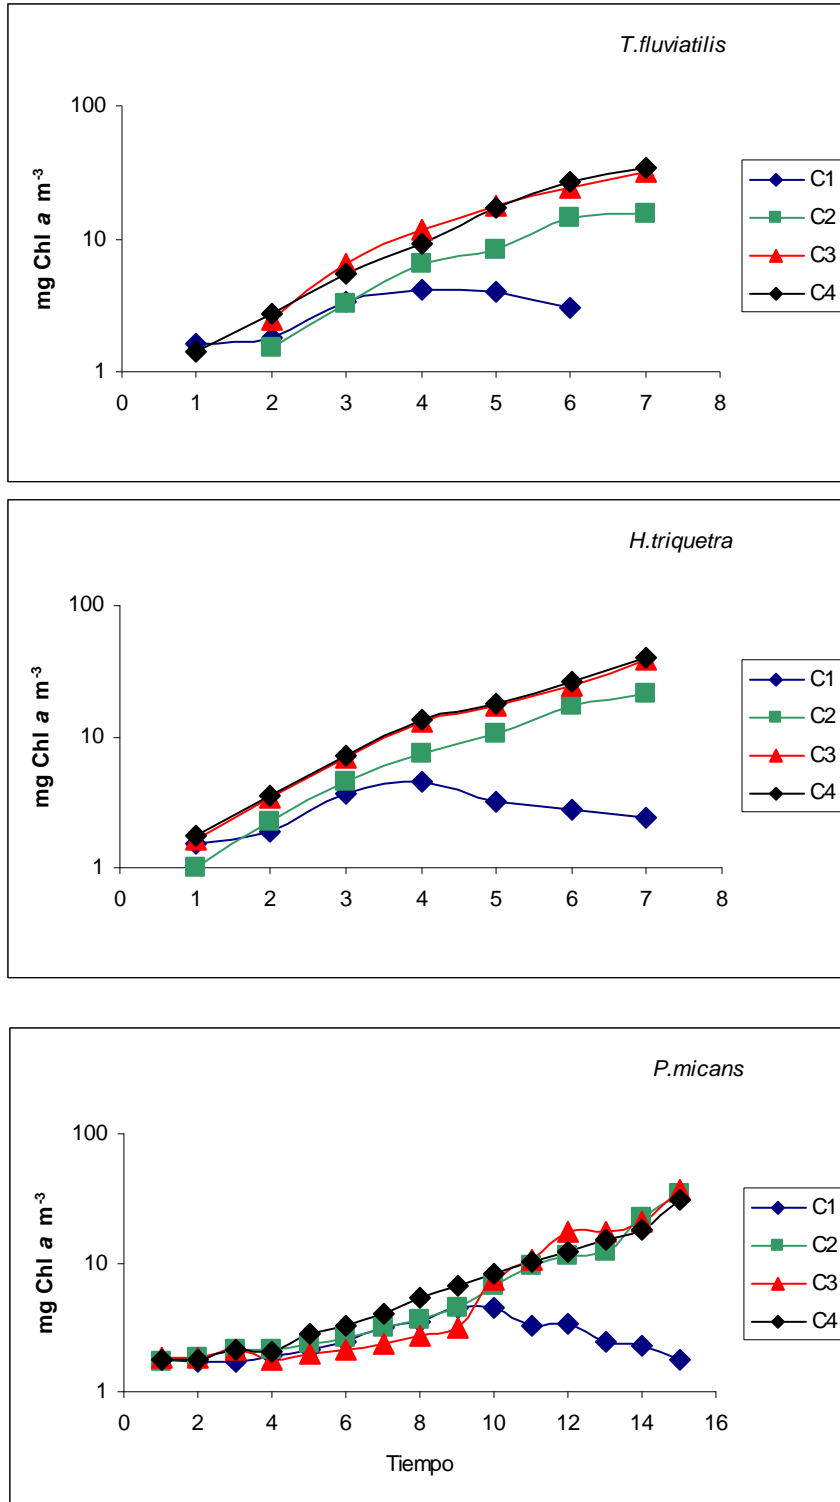 T.fluviatilis
100
10
1
mg Chl a m⁻³
0 1 2 3 4 5 6 7 8
C1
C2
C3
C4
H.triquetra
100
10
1
mg Chl a m⁻³
0 1 2 3 4 5 6 7 8
C1
C2
C3
C4
P.micans
100
10
1
mg Chl a m⁻³
0 2 4 6 8 10 12 14 16
Tiempo
C1
C2
C3
C4